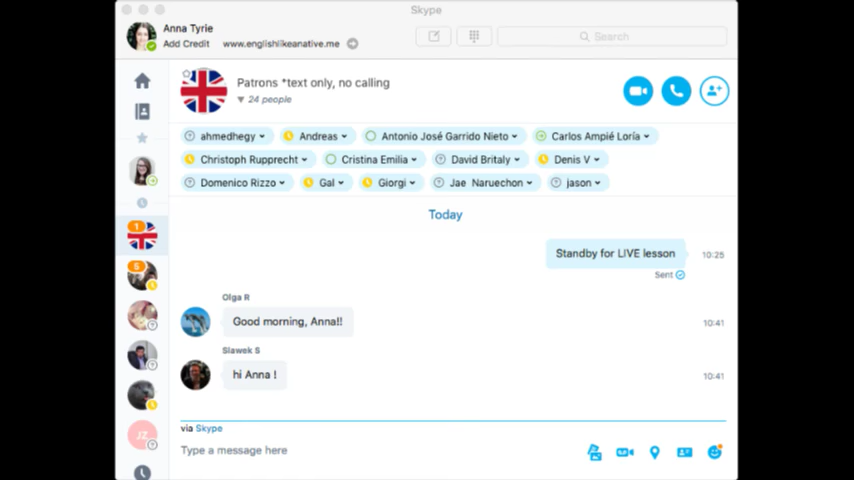 Skype
Anna Tyrie
Add Credit www.englishlikeanative.me
Search
Patrons *text only, no calling
24 people
ahmedhegy Andreas Antonio José Garrido Nieto Carlos Ampié Loría
Christoph Rupprecht Cristina Emilia David Britaly Denis V
Domenico Rizzo Gal Giorgi Jae Naruechon jason
Today
Standby for LIVE lesson 10:25
Sent
1
5
Olga R
Good morning, Anna!! 10:41
Slawek S
hi Anna ! 10:41
JZ
via Skype
Type a message here